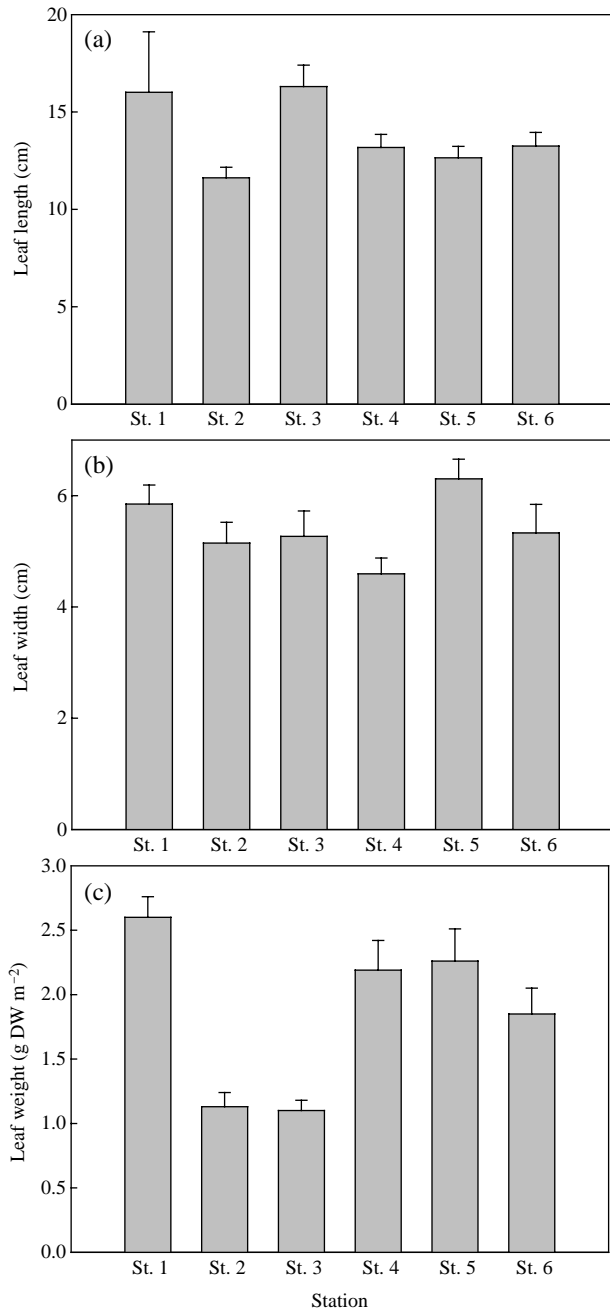 (a)
Leaf length (cm)
20
15
10
5
0
St. 1 St. 2 St. 3 St. 4 St. 5 St. 6
(b)
Leaf width (cm)
6
4
2
0
St. 1 St. 2 St. 3 St. 4 St. 5 St. 6
(c)
Leaf weight (g DW m⁻²)
3.0
2.5
2.0
1.5
1.0
0.5
0.0
St. 1 St. 2 St. 3 St. 4 St. 5 St. 6
Station